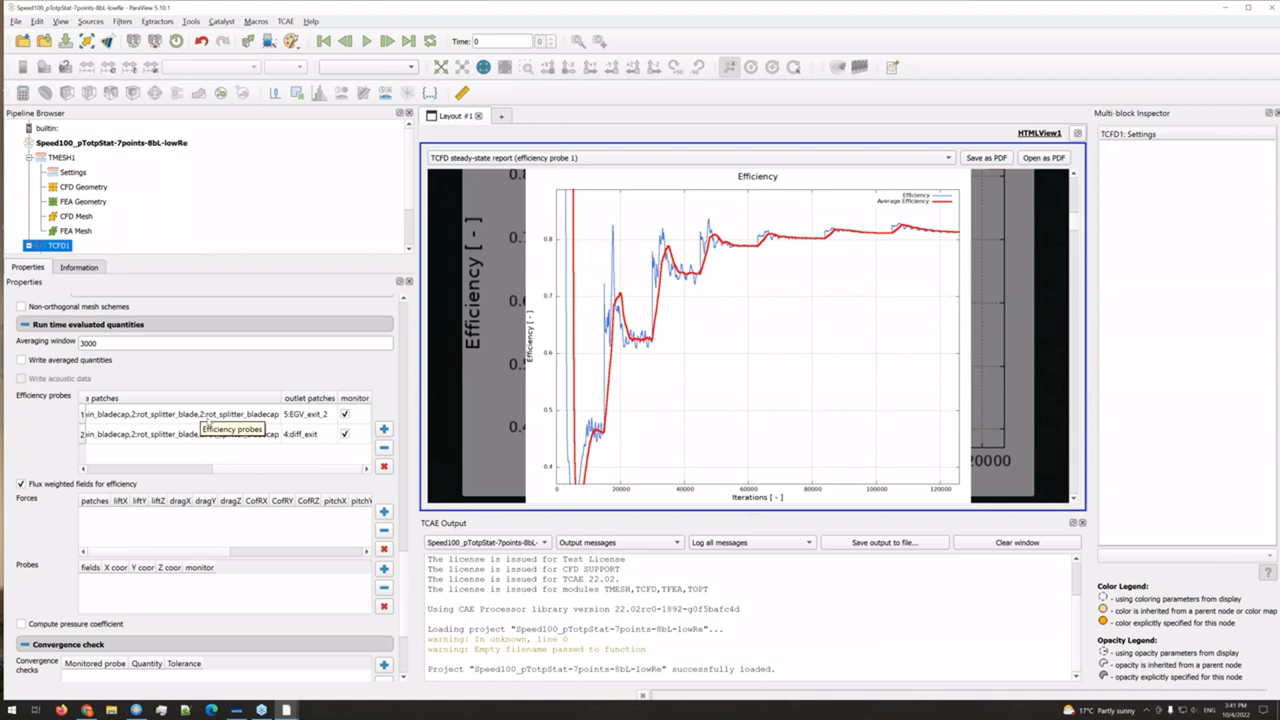 Speed100_pTotpStat-7points-8bL-lowRe - ParaView 5.10.1
File Edit View Sources Filters Extractors Tools Catalyst Macros TCAE Help
Time: 0 0
Pipeline Browser
builtin:
Speed100_pTotpStat-7points-8bL-lowRe
TMESH1
Settings
CFD Geometry
FEA Geometry
CFD Mesh
FEA Mesh
TCFD1
Properties Information
Properties
Non-orthogonal mesh schemes
Run time evaluated quantities
Averaging window 3000
Write averaged quantities
Write acoustic data
Efficiency probes
patches outlet patches monitor
1 in_bladecap,2:rot_splitter_blade,2:rot_splitter_bladecap 5:EGV_exit_2
Efficiency probes
2 in_bladecap,2:rot_splitter_blade, 4:diff_exit
Flux weighted fields for efficiency
Forces patches liftX liftY liftZ dragX dragY dragZ CofRX CofRY CofRZ pitchX pitchY
Probes fields X coor Y coor Z coor monitor
Compute pressure coefficient
Convergence check
Convergence checks Monitored probe Quantity Tolerance
Layout #1
HTMLView1
TCFD steady-state report (efficiency probe 1) Save as PDF Open as PDF
Efficiency
Efficiency
Average Efficiency
Efficiency [ - ]
Efficiency [ - ]
0.8
0.7
0.6
0.5
0.4
0 20000 40000 60000 80000 100000 120000
Iterations [ - ]
20000
TCAE Output
Speed100_pTotpStat-7points-8bL- Output messages Log all messages Save output to file... Clear window
The license is issued for Test License
The license is issued for CFD SUPPORT
The license is issued for TCAE 22.02.
The license is issued for modules TMESH,TCFD,TFEA,TOPT
Using CAE Processor library version 22.02rc0-1892-g0f5bafc4d
Loading project "Speed100_pTotpStat-7points-8bL-lowRe"...
warning: In unknown, line 0
warning: Empty filename passed to function
Project "Speed100_pTotpStat-7points-8bL-lowRe" successfully loaded.
Multi-block Inspector
TCFD1: Settings
Color Legend:
- using coloring parameters from display
- color is inherited from a parent node or color map
- color explicitly specified for this node
Opacity Legend:
- using opacity parameters from display
- opacity is inherited from a parent node
- opacity explicitly specified for this node
17°C Partly sunny ENG 3:41 PM
10/4/2022